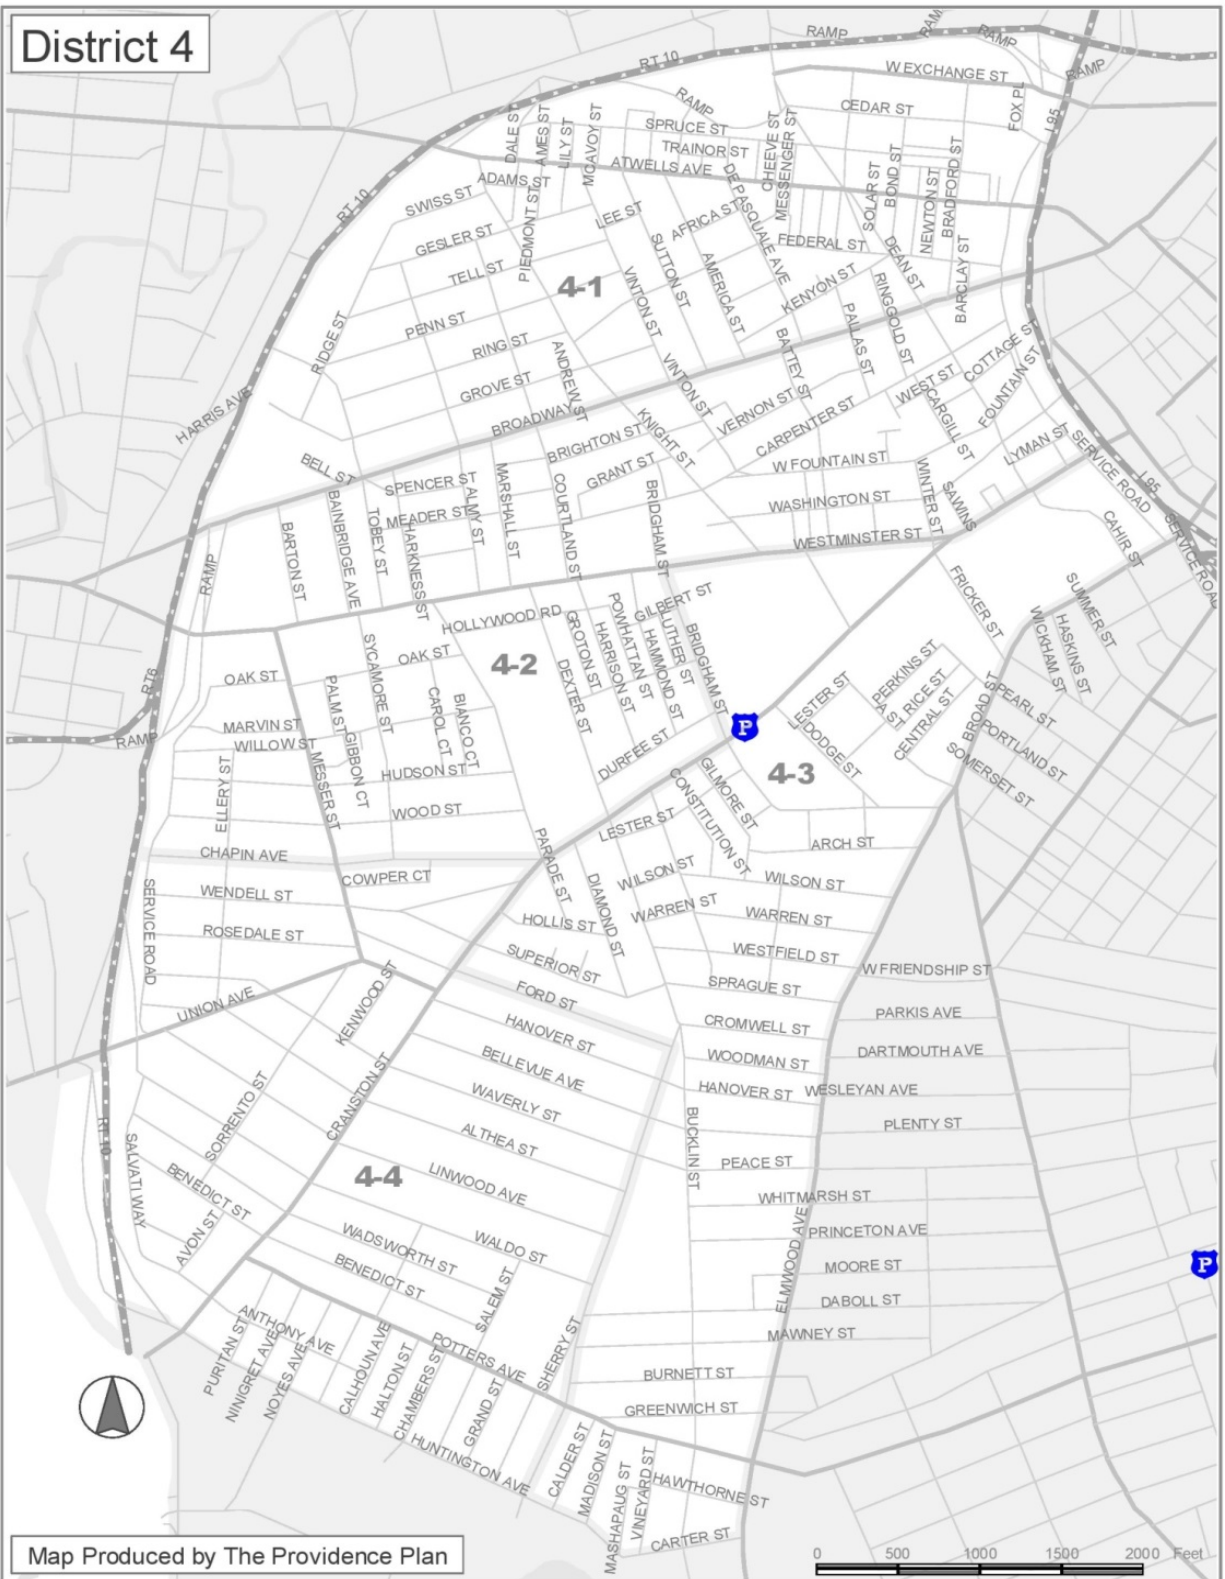 District 4
RAMP
RAMP
RAMP
RT 10
W EXCHANGE ST
RAMP
RAMP
CEDAR ST
FOX PL
I 95
DALE ST
AMES ST
LILY ST
MCAVOY ST
SPRUCE ST
TRAINOR ST
ATWELLS AVE
CHEEVE ST
MESSENGER ST
SOLAR ST
BOND ST
NEWTON ST
BRADFORD ST
ADAMS ST
SWISS ST
RT 10
PIEDMONT ST
LEE ST
AFRICA ST
DE PASQUALE AVE
FEDERAL ST
DEAN ST
BARCLAY ST
GESLER ST
TELL ST
SUTTON ST
AMERICA ST
KENYON ST
4-1
VINTON ST
PALLAS ST
RINGGOLD ST
RIDGE ST
PENN ST
RING ST
GROVE ST
ANDREW ST
VINTON ST
BATTEY ST
WEST ST
COTTAGE ST
FOUNTAIN ST
SCARGILL ST
HARRIS AVE
BROADWAY
KNIGHT ST
VERNON ST
CARPENTER ST
BRIGHTON ST
GRANT ST
W FOUNTAIN ST
LYMAN ST
SERVICE ROAD
I 95
BELL ST
SPENCER ST
MEADER ST
ALMY ST
MARSHALL ST
COURTLAND ST
BRIDGHAM ST
WASHINGTON ST
WINTER ST
SAWINS
WESTMINSTER ST
CAHIR ST
SERVICE ROAD
RAMP
BARTON ST
BAINBRIDGE AVE
TOBEY ST
HARKNESS ST
HOLLYWOOD RD
GROTON ST
HARRISON ST
POWHATTAN ST
HAMMOND ST
LUTHER ST
GILBERT ST
BRIDGHAM ST
FRICKER ST
SUMMER ST
HASKINS ST
WICKHAM ST
4-2
OAK ST
OAK ST
SYCAMORE ST
PALM ST
GIBBON CT
CAROL CT
BIANCO CT
DEXTER ST
DURFEE ST
LESTER ST
DODGE ST
PERKINS ST
RICE ST
CENTRAL ST
BROAD ST
PEARL ST
PORTLAND ST
SOMERSET ST
RT6
RAMP
MARVIN ST
WILLOW ST
MESSER ST
HUDSON ST
WOOD ST
ELLERY ST
P
4-3
GILMORE ST
CONSTITUTION ST
LESTER ST
ARCH ST
CHAPIN AVE
COWPER CT
PARADE ST
DIAMOND ST
WILSON ST
WILSON ST
WENDELL ST
SERVICE ROAD
ROSEDALE ST
HOLLIS ST
WARREN ST
WARREN ST
SUPERIOR ST
WESTFIELD ST
W FRIENDSHIP ST
UNION AVE
KENWOOD ST
FORD ST
SPRAGUE ST
HANOVER ST
CROMWELL ST
PARKIS AVE
BELLEVUE AVE
WOODMAN ST
DARTMOUTH AVE
WAVERLY ST
HANOVER ST
WESLEYAN AVE
CRANSTON ST
SORRENTO ST
RT 10
SALVATI WAY
ALTHEA ST
BUCKLIN ST
PLENTY ST
PEACE ST
4-4
LINWOOD AVE
BENEDICT ST
AVON ST
WHITMARSH ST
WADSWORTH ST
WALDO ST
PRINCETON AVE
BENEDICT ST
SALEM ST
ELMWOOD AVE
MOORE ST
P
DABOLL ST
MAWNEY ST
ANTHONY AVE
PURITAN ST
NINIGRET AVE
NOYES AVE
CALHOUN AVE
HALTON ST
CHAMBERS ST
POTTERS AVE
GRAND ST
SHERRY ST
BURNETT ST
GREENWICH ST
HUNTINGTON AVE
CALDER ST
MADISON ST
MASHAPAUG ST
VINEYARD ST
HAWTHORNE ST
CARTER ST
Map Produced by The Providence Plan
0 500 1000 1500 2000 Feet